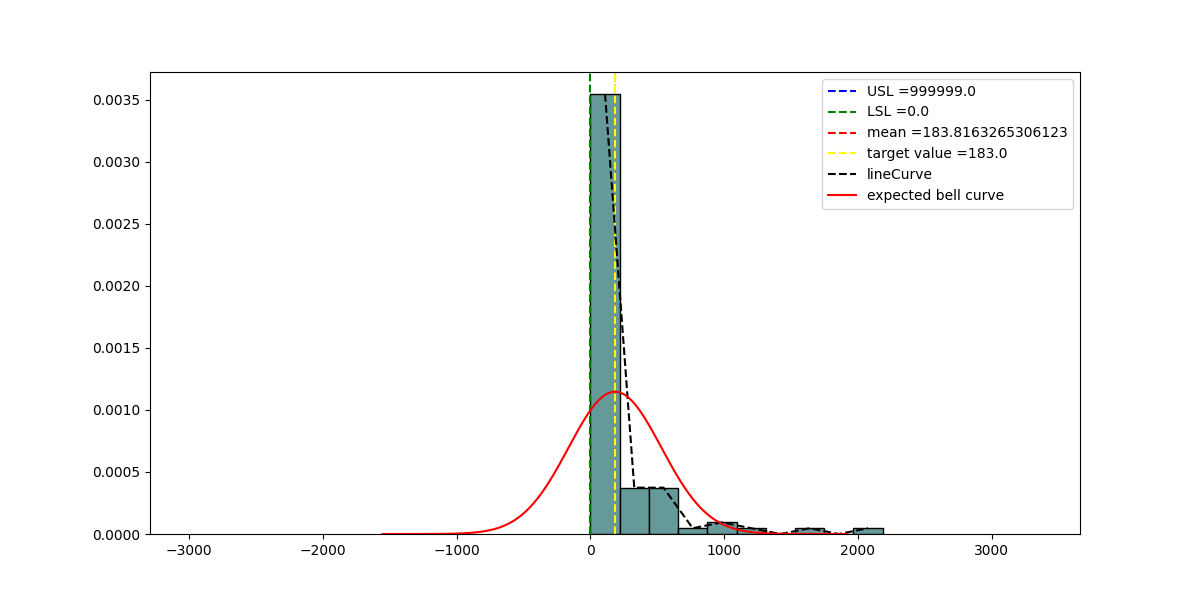 0.0035
0.0030
0.0025
0.0020
0.0015
0.0010
0.0005
0.0000
−3000 −2000 −1000 0 1000 2000 3000
USL =999999.0
LSL =0.0
mean =183.8163265306123
target value =183.0
lineCurve
expected bell curve